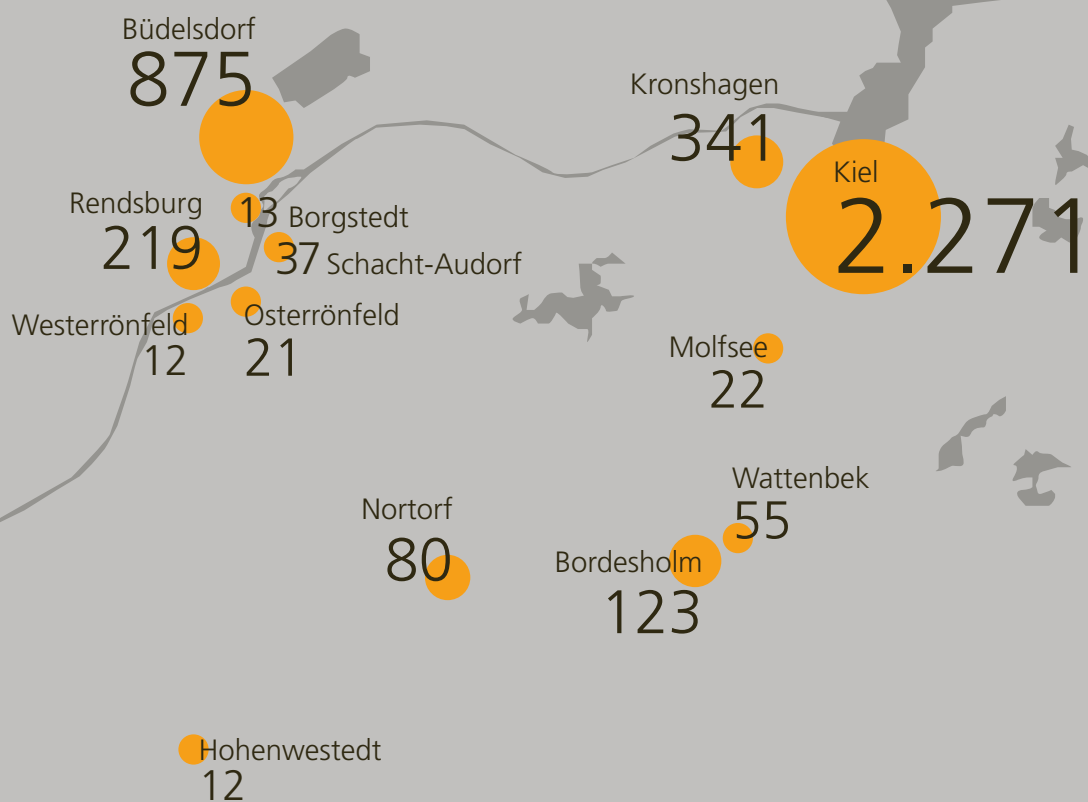 Büdelsdorf
875
Kronshagen
341
Kiel
2.271
Rendsburg
219
13 Borgstedt
37 Schacht-Audorf
Westerrönfeld
12
Osterrönfeld
21
Molfsee
22
Wattenbek
55
Nortorf
80
Bordesholm
123
Hohenwestedt
12